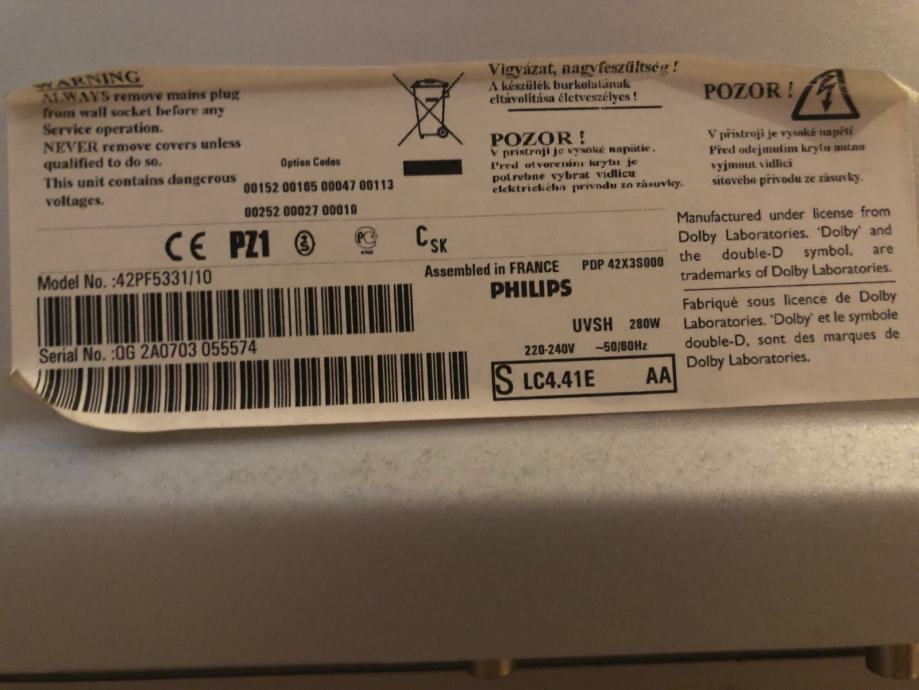 WARNING
ALWAYS remove mains plug
from wall socket before any
Service operation.
NEVER remove covers unless
qualified to do so.
This unit contains dangerous
voltages.
Option Codes
00152 00185 00047 00113
00252 00027 00019
Vigyázat, nagyfeszültség !
A készülék burkolatának
eltávolítása életveszélyes !
POZOR !
V prístroji je vysoké napätie.
Pred otvorením krytu je
potrebné vybrat vidlicu
elektrického prívodu zo zásuvky.
POZOR !
V přístroji je vysoké napětí
Před odejmutím krytu nutno
vyjmout vidlici
síťového přívodu ze zásuvky.
CE PZ1 S PC C SK
Model No. :42PF5331/10
Serial No. :QG 2A0703 055574
Assembled in FRANCE PDP 42X3S000
PHILIPS
UVSH 280W
220-240V ~50/60Hz
S LC4.41E AA
Manufactured under license from
Dolby Laboratories. 'Dolby' and
the double-D symbol, are
trademarks of Dolby Laboratories.
Fabriqué sous licence de Dolby
Laboratories. 'Dolby' et le symbole
double-D, sont des marques de
Dolby Laboratories.